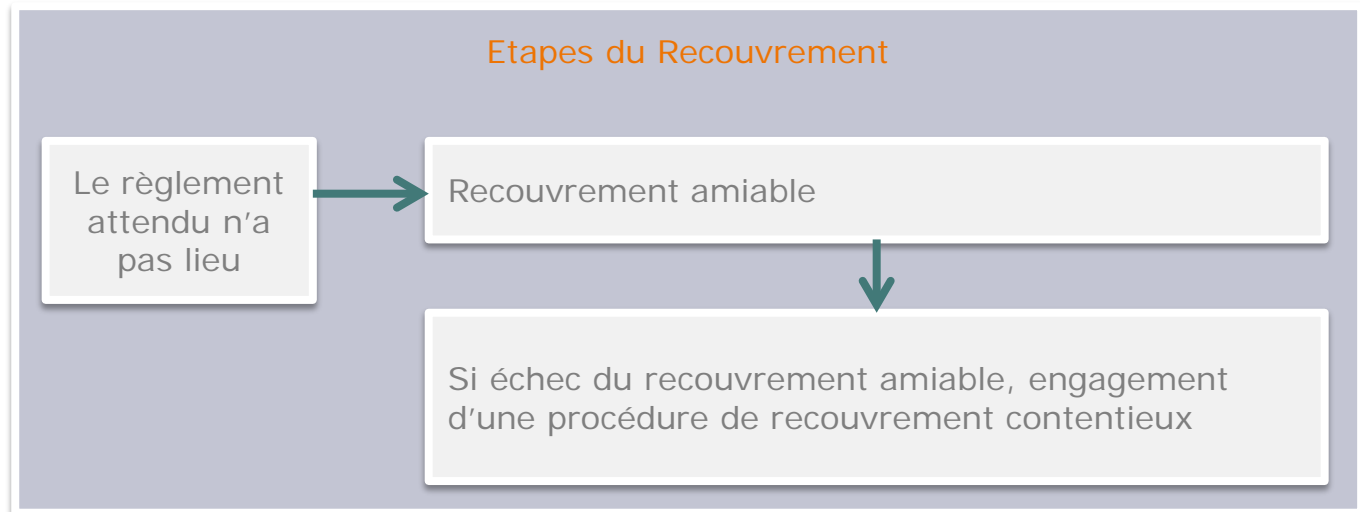 Etapes du Recouvrement
Le règlement
attendu n'a
pas lieu
Recouvrement amiable
Si échec du recouvrement amiable, engagement
d'une procédure de recouvrement contentieux